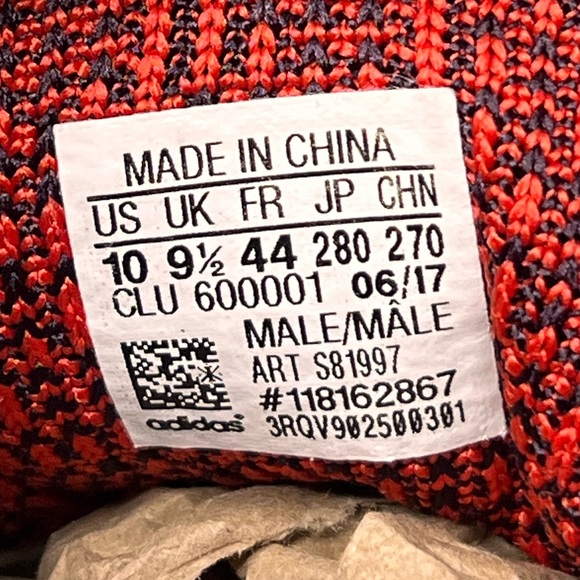 MADE IN CHINA
US UK FR JP CHN
10 9½ 44 280 270
CLU 600001 06/17
MALE/MÂLE
ART S81997
#118162867
adidas® 3RQV902500301